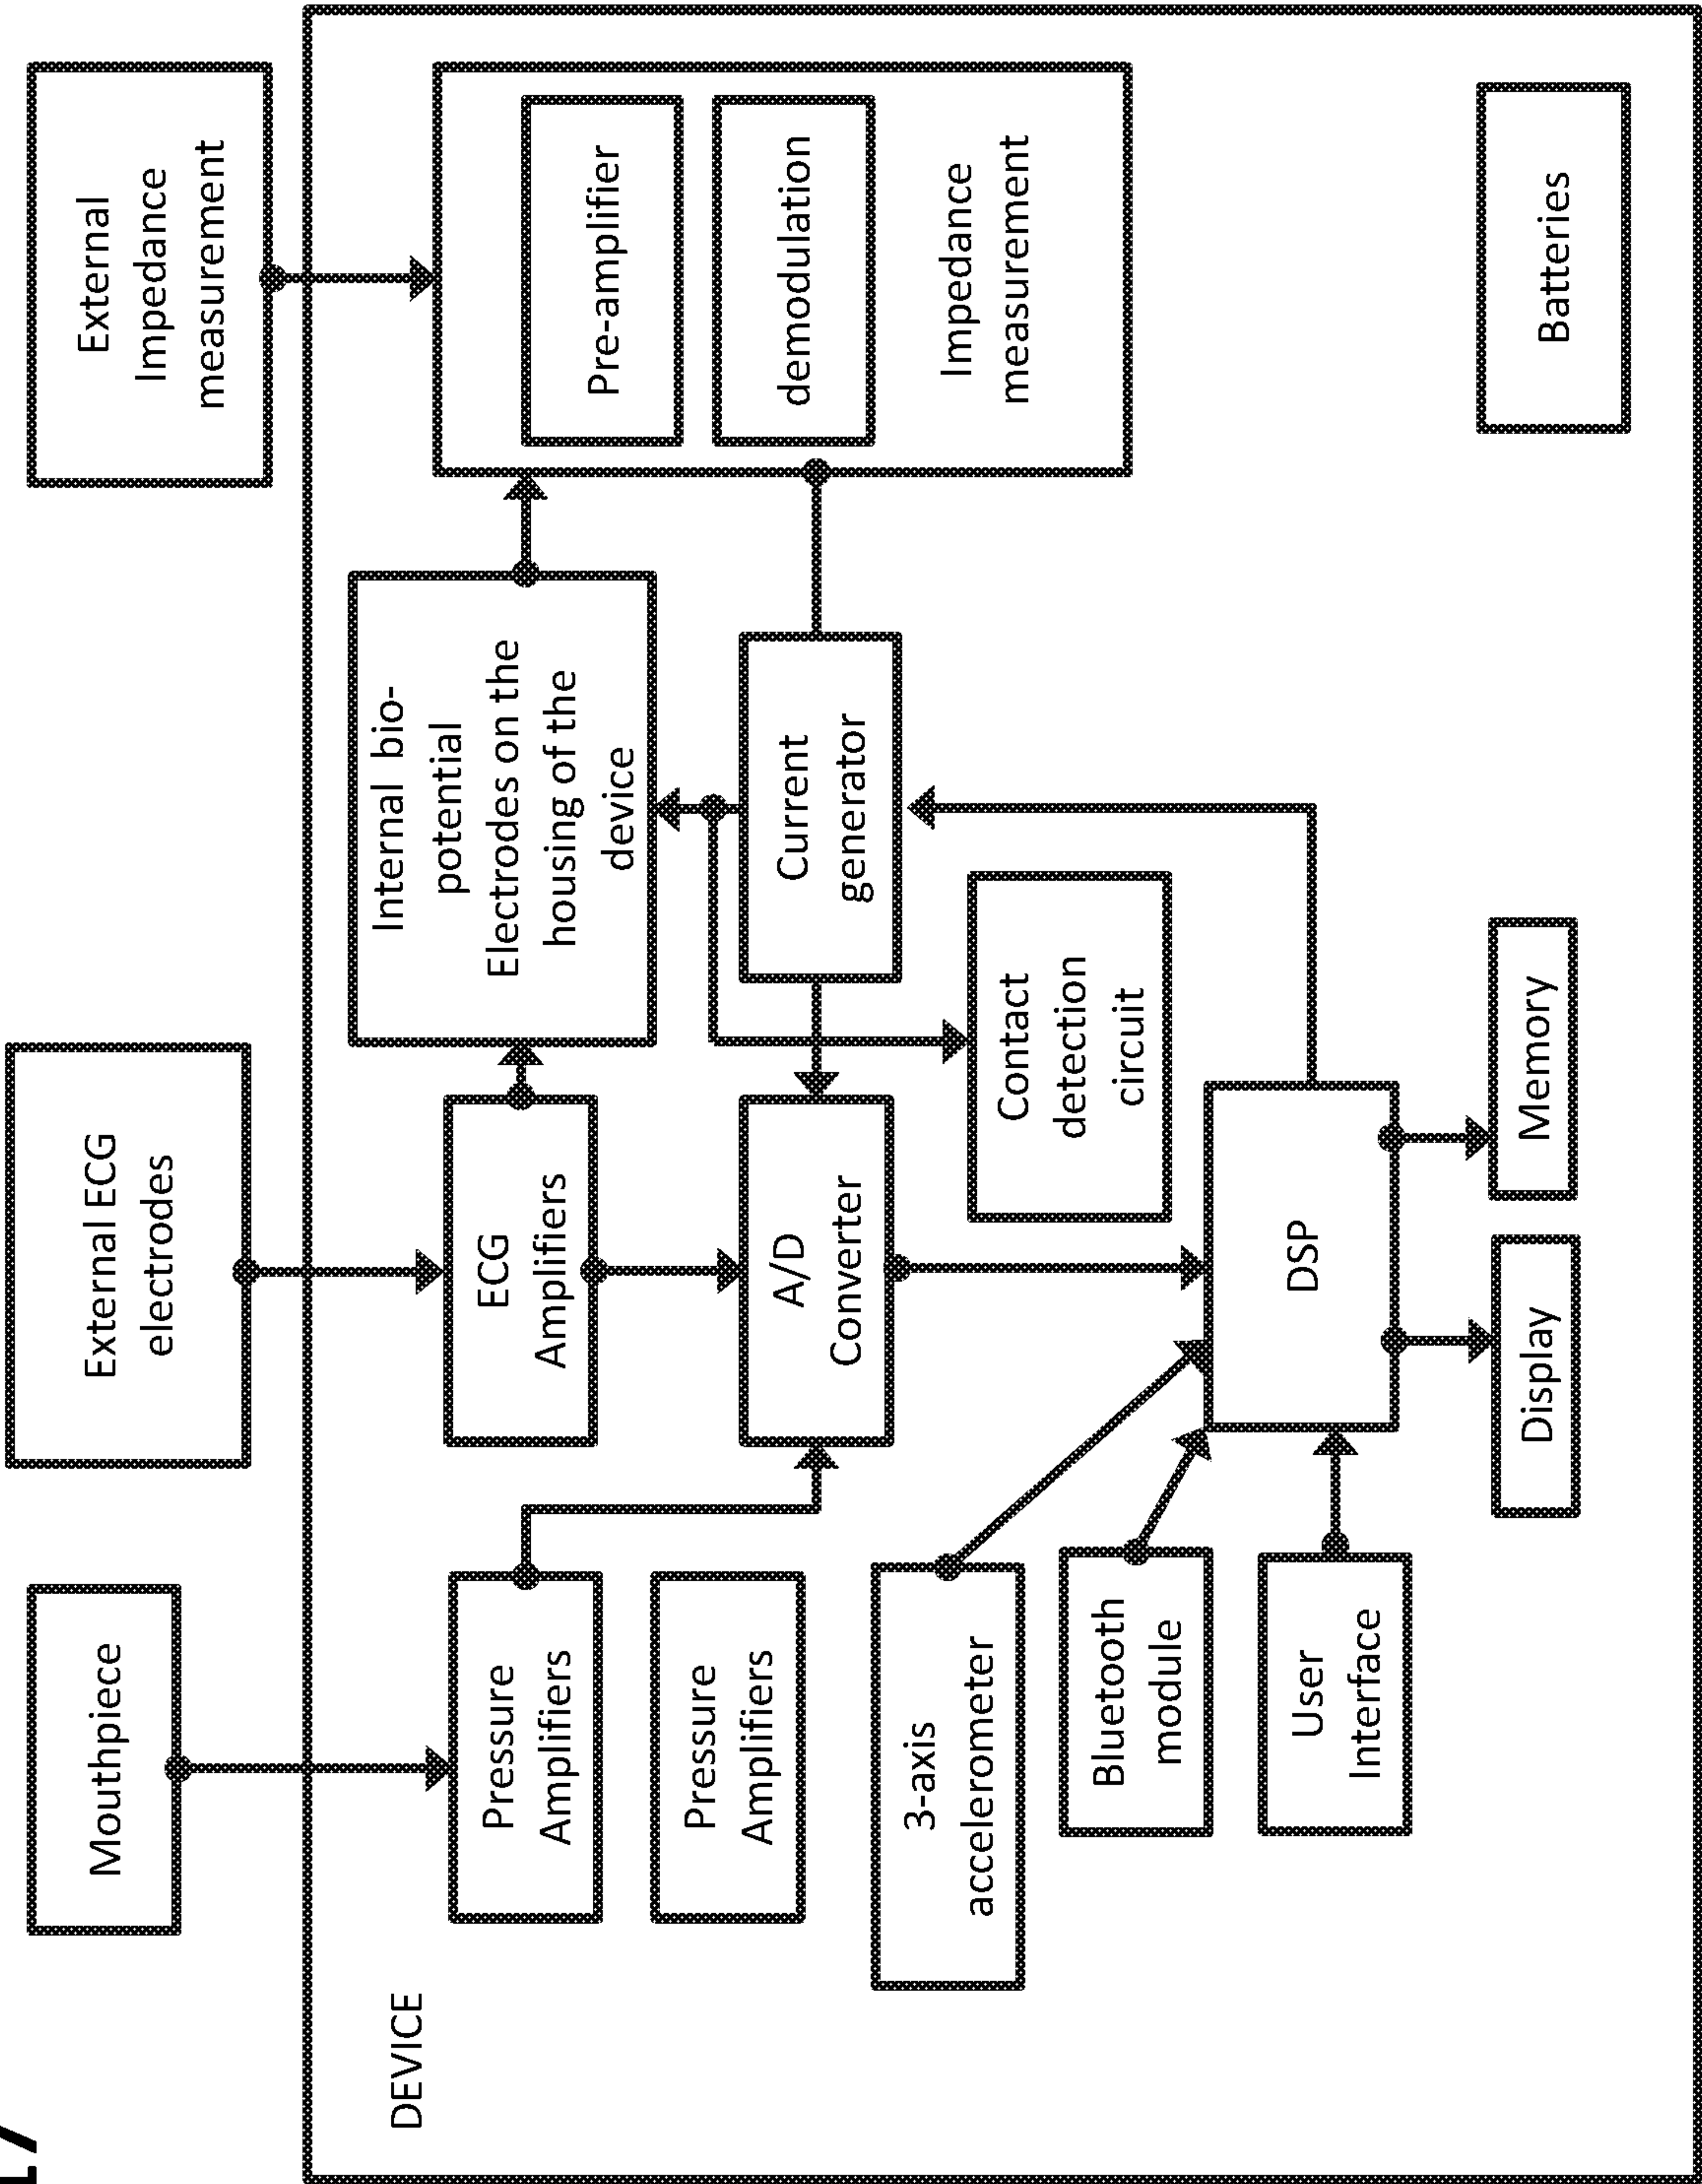 17
Mouthpiece
External ECG
electrodes
External
Impedance
measurement
DEVICE
Pressure
Amplifiers
ECG
Amplifiers
Internal bio-
potential
Electrodes on the
housing of the
device
Pre-amplifier
demodulation
Impedance
measurement
Pressure
Amplifiers
A/D
Converter
Current
generator
3-axis
accelerometer
Contact
detection
circuit
Bluetooth
module
DSP
User
Interface
Display
Memory
Batteries